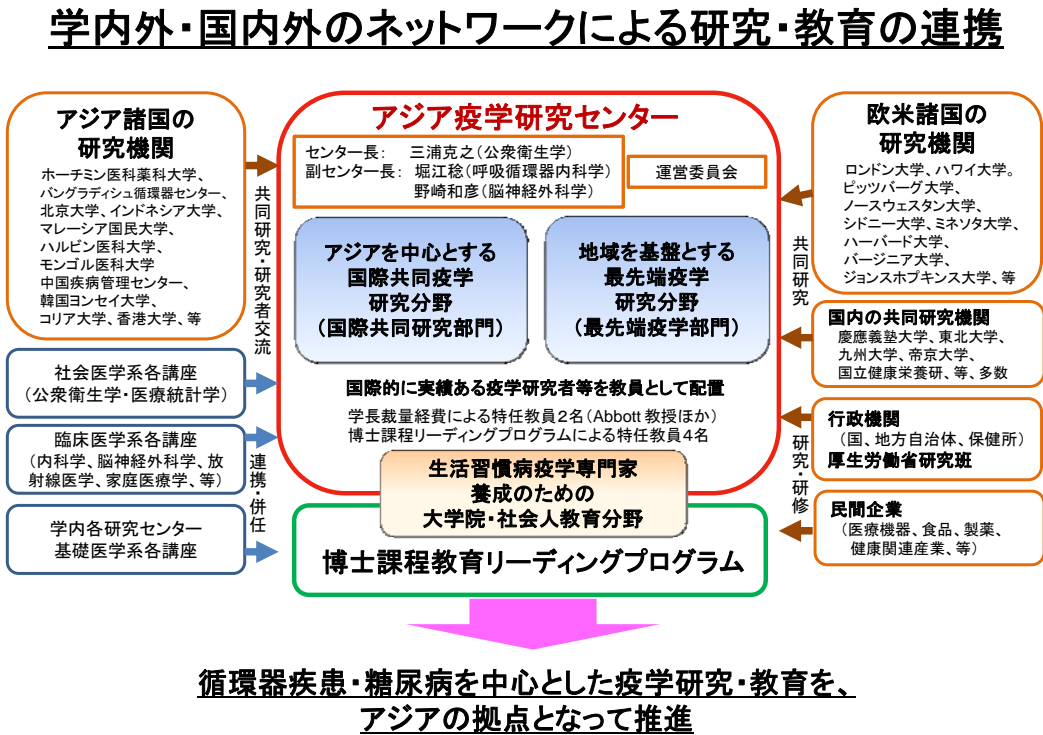 学内外・国内外のネットワークによる研究・教育の連携
アジア諸国の
研究機関
ホーチミン医科薬科大学、
バングラディシュ循環器センター、
北京大学、インドネシア大学、
マレーシア国民大学、
ハルビン医科大学、
モンゴル医科大学
中国疾病管理センター、
韓国ヨンセイ大学、
コリア大学、香港大学、等
社会医学系各講座
（公衆衛生学・医療統計学）
臨床医学系各講座
（内科学、脳神経外科学、放
射線医学、家庭医療学、等）
学内各研究センター
基礎医学系各講座
共同研究・研究者交流
連携・併任
アジア疫学研究センター
センター長：　三浦克之（公衆衛生学）
副センター長：　堀江稔（呼吸循環器内科学）
野崎和彦（脳神経外科学）
運営委員会
アジアを中心とする
国際共同疫学
研究分野
（国際共同研究部門）
地域を基盤とする
最先端疫学
研究分野
（最先端疫学部門）
国際的に実績ある疫学研究者等を教員として配置
学長裁量経費による特任教員２名（Abbott 教授ほか）
博士課程リーディングプログラムによる特任教員４名
生活習慣病疫学専門家
養成のための
大学院・社会人教育分野
博士課程教育リーディングプログラム
共同研究
研究・研修
欧米諸国の
研究機関
ロンドン大学、ハワイ大学。
ピッツバーグ大学、
ノースウェスタン大学、
シドニー大学、ミネソタ大学、
ハーバード大学、
バージニア大学、
ジョンスホプキンス大学、等
国内の共同研究機関
慶應義塾大学、東北大学、
九州大学、帝京大学、
国立健康栄養研、等、多数
行政機関
（国、地方自治体、保健所）
厚生労働省研究班
民間企業
（医療機器、食品、製薬、
健康関連産業、等）
循環器疾患・糖尿病を中心とした疫学研究・教育を、
アジアの拠点となって推進